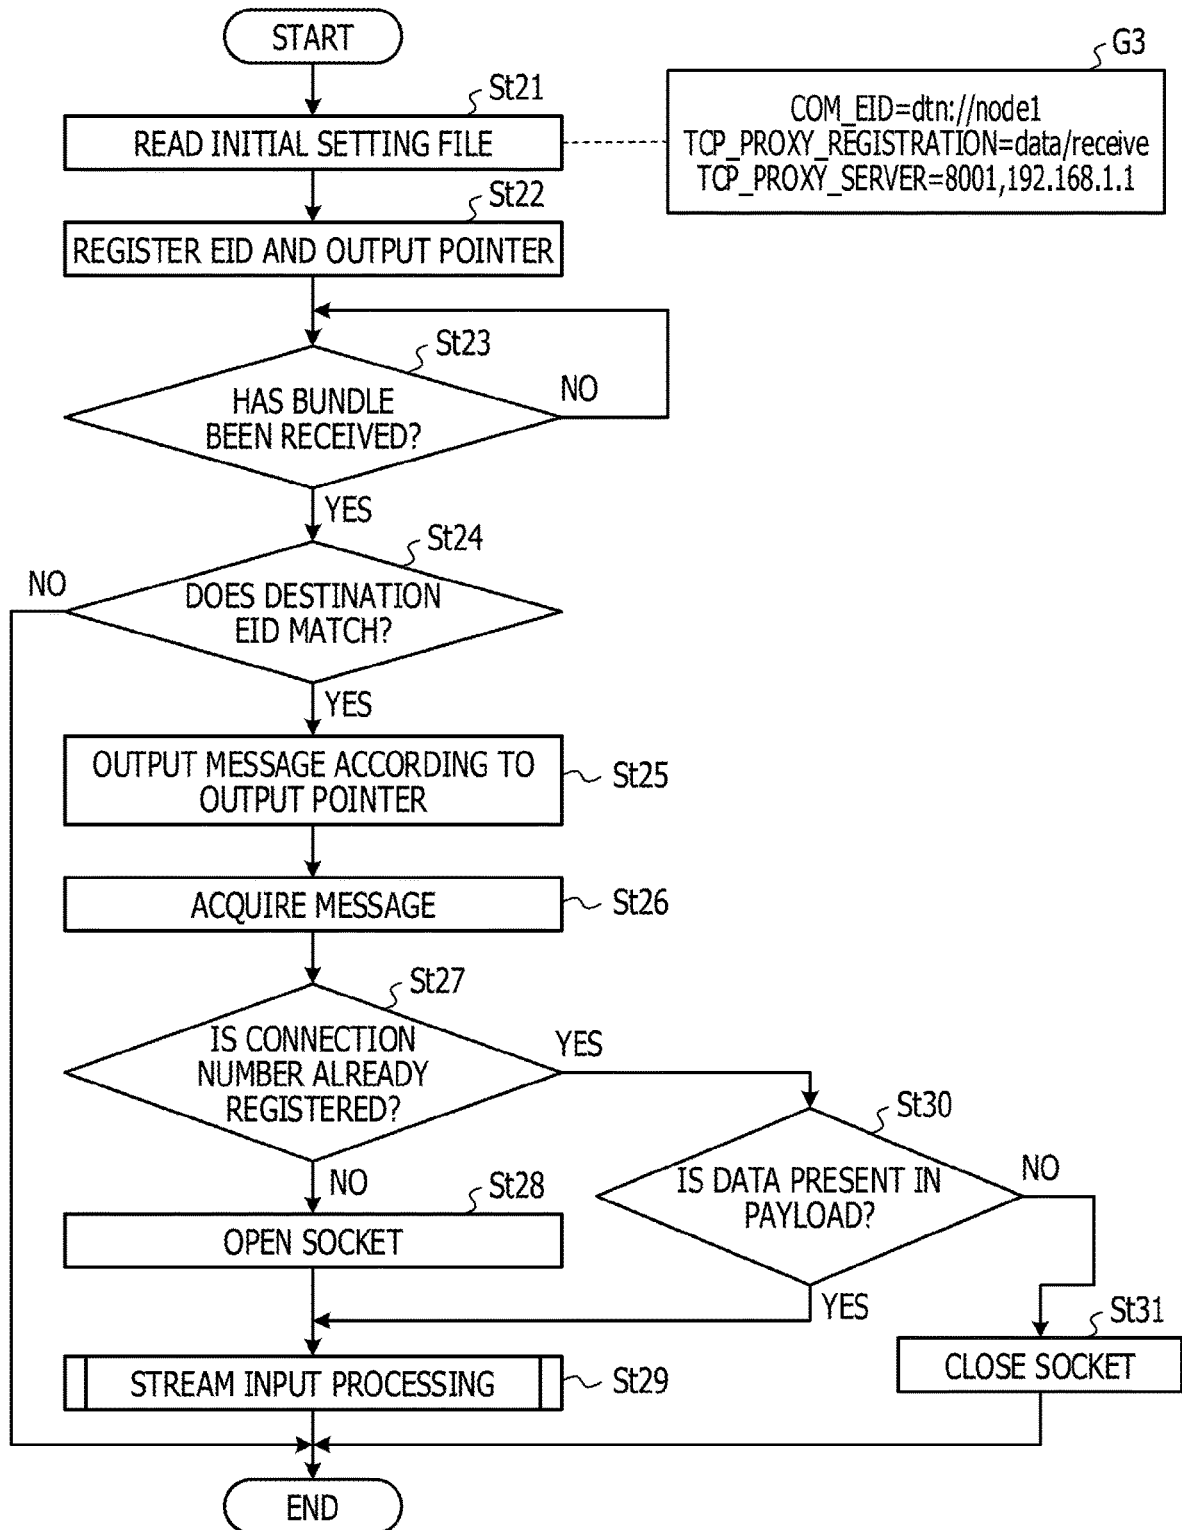 START
G3
St21
COM_EID=dtn://node1
READ INITIAL SETTING FILE
TCP_PROXY_REGISTRATION=data/receive
TCP_PROXY_SERVER=8001,192.168.1.1
St22
REGISTER EID AND OUTPUT POINTER
St23
HAS BUNDLE
BEEN RECEIVED?
NO
YES
St24
NO
DOES DESTINATION
EID MATCH?
YES
OUTPUT MESSAGE ACCORDING TO
OUTPUT POINTER
St25
ACQUIRE MESSAGE
St26
St27
IS CONNECTION
NUMBER ALREADY
REGISTERED?
YES
St30
IS DATA PRESENT IN
PAYLOAD?
NO
NO
St28
OPEN SOCKET
YES
St31
CLOSE SOCKET
STREAM INPUT PROCESSING
St29
END